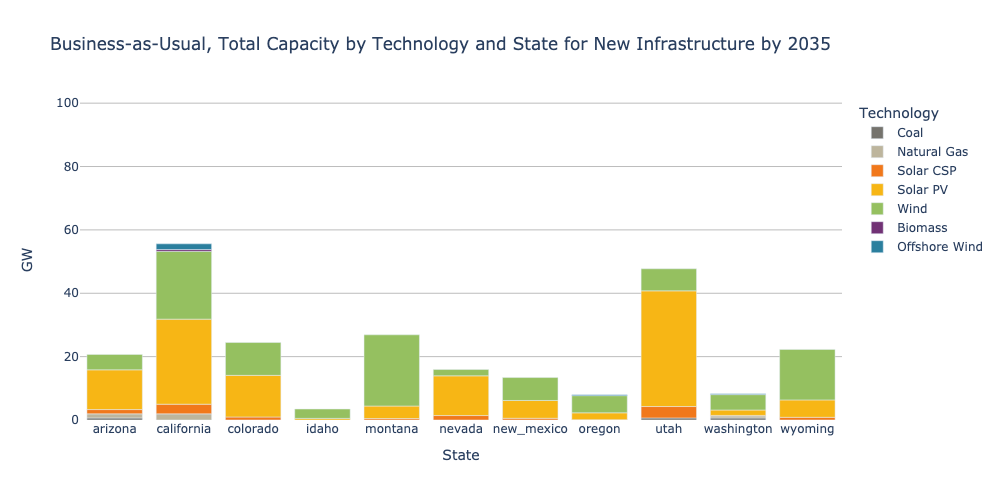 Business-as-Usual, Total Capacity by Technology and State for New Infrastructure by 2035
100
80
60
40
20
0
GW
arizona california colorado idaho montana nevada new_mexico oregon utah washington wyoming
State
Technology
Coal
Natural Gas
Solar CSP
Solar PV
Wind
Biomass
Offshore Wind